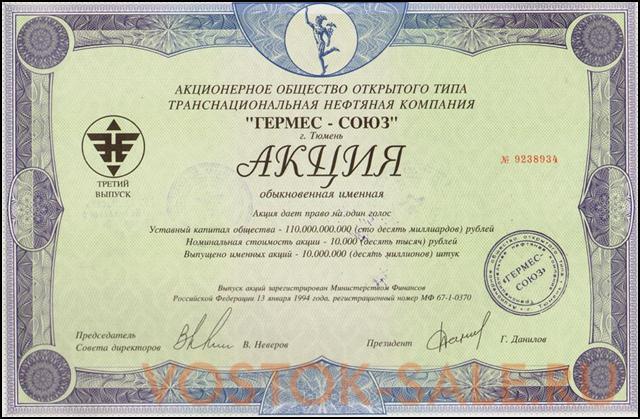 АКЦИОНЕРНОЕ ОБЩЕСТВО ОТКРЫТОГО ТИПА
ТРАНСНАЦИОНАЛЬНАЯ НЕФТЯНАЯ КОМПАНИЯ
"ГЕРМЕС - СОЮЗ"
г. Тюмень
АКЦИЯ
обыкновенная именная
№ 9238934
ТРЕТИЙ
ВЫПУСК
Акция дает право на один голос
Уставный капитал общества - 110.000.000.000 (сто десять миллиардов) рублей
Номинальная стоимость акции - 10.000 (десять тысяч) рублей
Выпущено именных акций - 10.000.000 (десять миллионов) штук
Выпуск акций зарегистрирован Министерством Финансов
Российской Федерации 13 января 1994 года, регистрационный номер МФ 67-1-0370
«ГЕРМЕС-
СОЮЗ»
Председатель
Совета директоров
В. Неверов
Президент
Г. Данилов
VOSTOK-SALE.RU